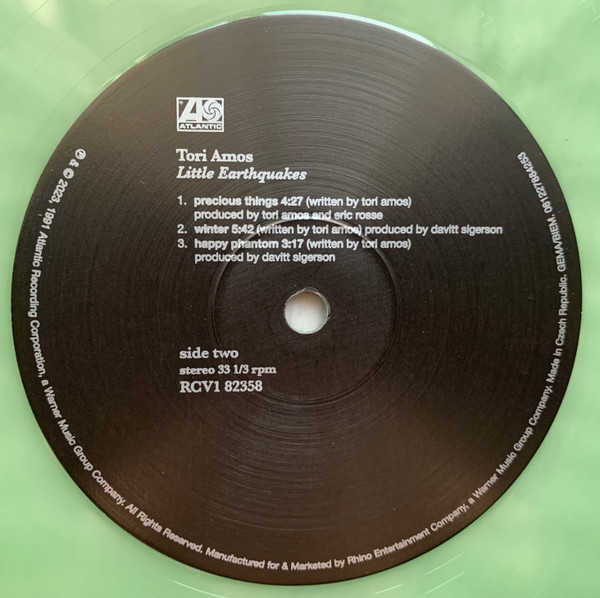 ATLANTIC
Tori Amos
Little Earthquakes
1. precious things 4:27 (written by tori amos)
produced by tori amos and eric rosse
2. winter 5:42 (written by tori amos) produced by davitt sigerson
3. happy phantom 3:17 (written by tori amos)
produced by davitt sigerson
side two
stereo 33 1/3 rpm
RCV1 82358
℗ & © 2023, 1991 Atlantic Recording Corporation, a Warner Music Group Company. All Rights Reserved. Manufactured for & Marketed by Rhino Entertainment Company, a Warner Music Group Company. Made in Czech Republic. GEMA/BIEM. 081227884253